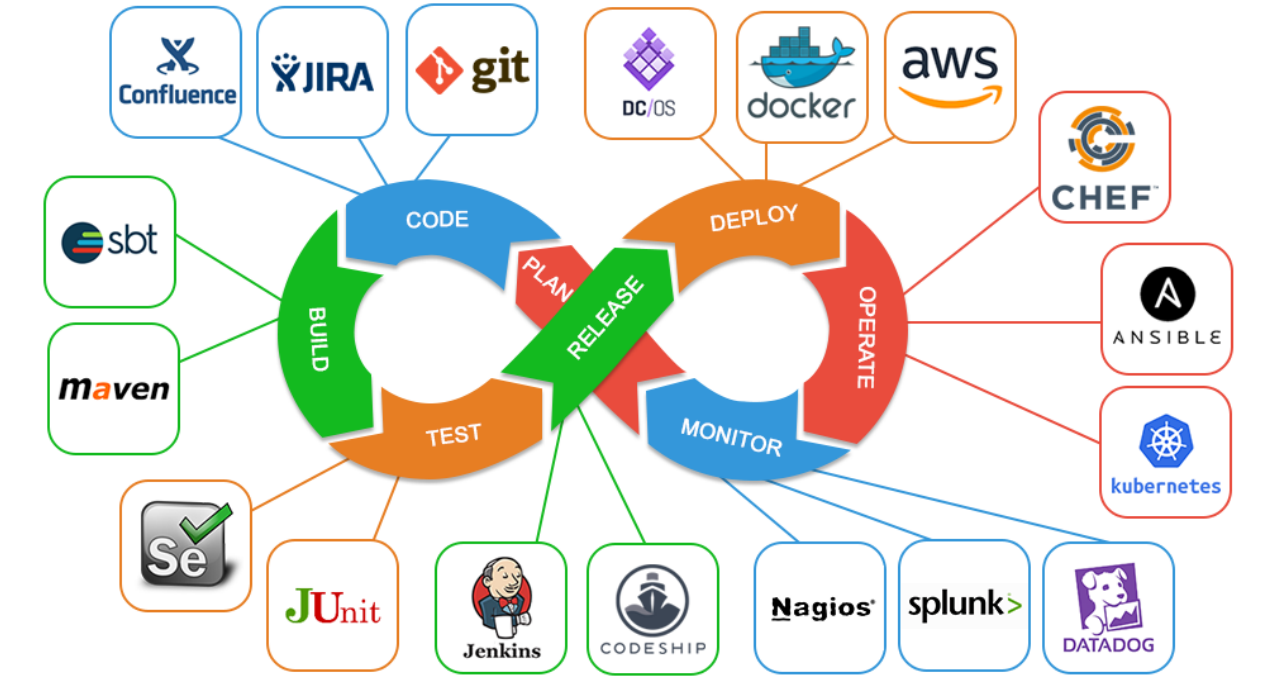 Confluence
JIRA
git
DC/OS
docker
aws
CHEF™
sbt
CODE
DEPLOY
ANSIBLE
PLAN
RELEASE
BUILD
OPERATE
maven
TEST
MONITOR
kubernetes
Se
JUnit
Jenkins
CODESHIP
Nagios®
splunk>
DATADOG